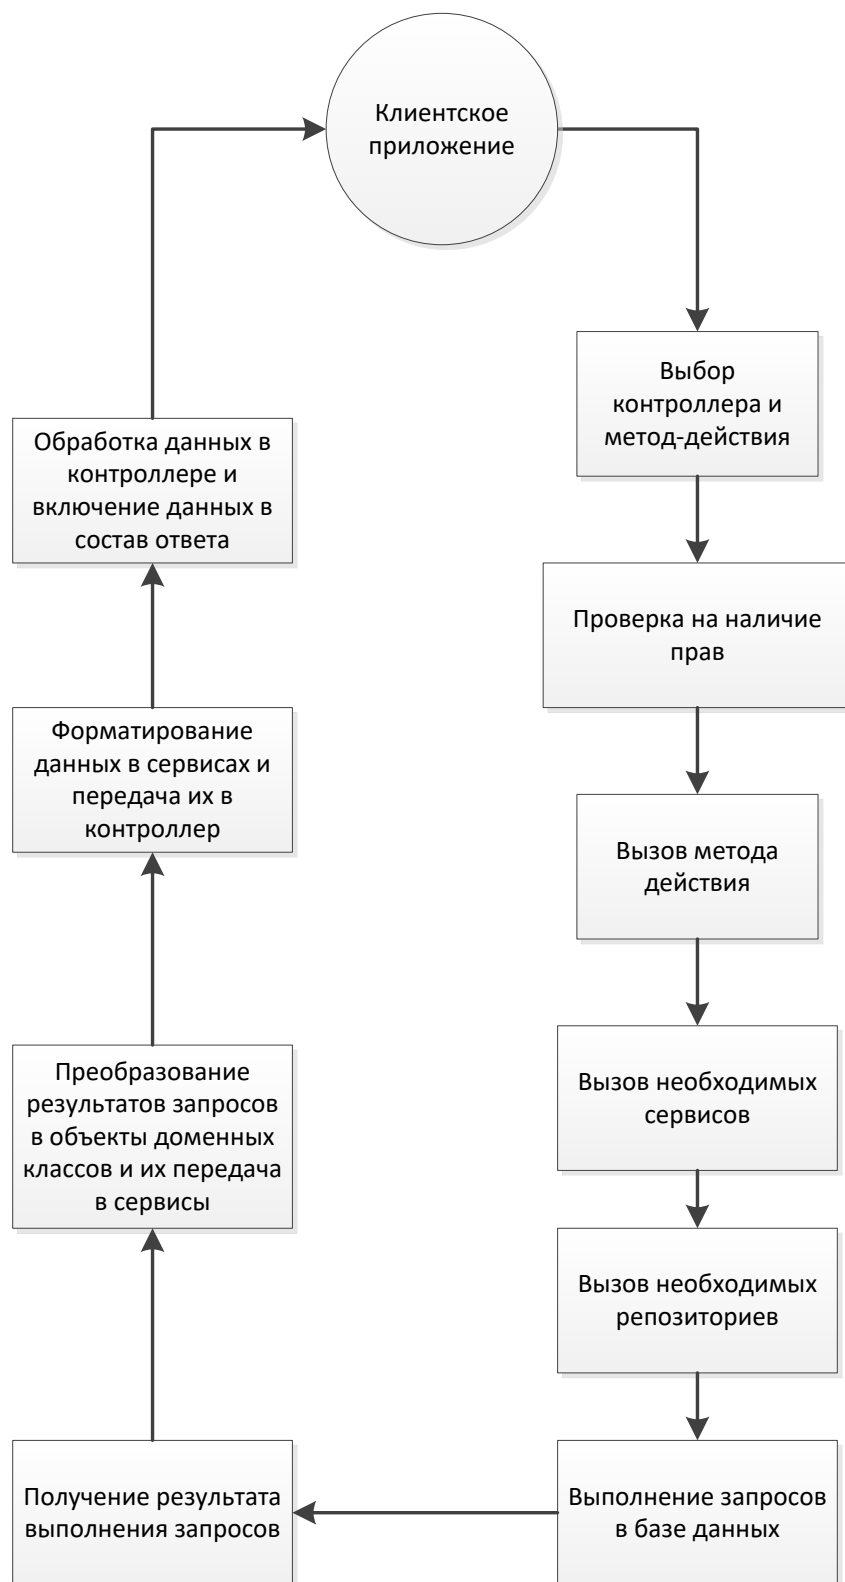 Клиентское
приложение
Выбор
контроллера и
метод-действия
Проверка на наличие
прав
Вызов метода
действия
Вызов необходимых
сервисов
Вызов необходимых
репозиториев
Выполнение запросов
в базе данных
Получение результата
выполнения запросов
Преобразование
результатов запросов
в объекты доменных
классов и их передача
в сервисы
Форматирование
данных в сервисах и
передача их в
контроллер
Обработка данных в
контроллере и
включение данных в
состав ответа